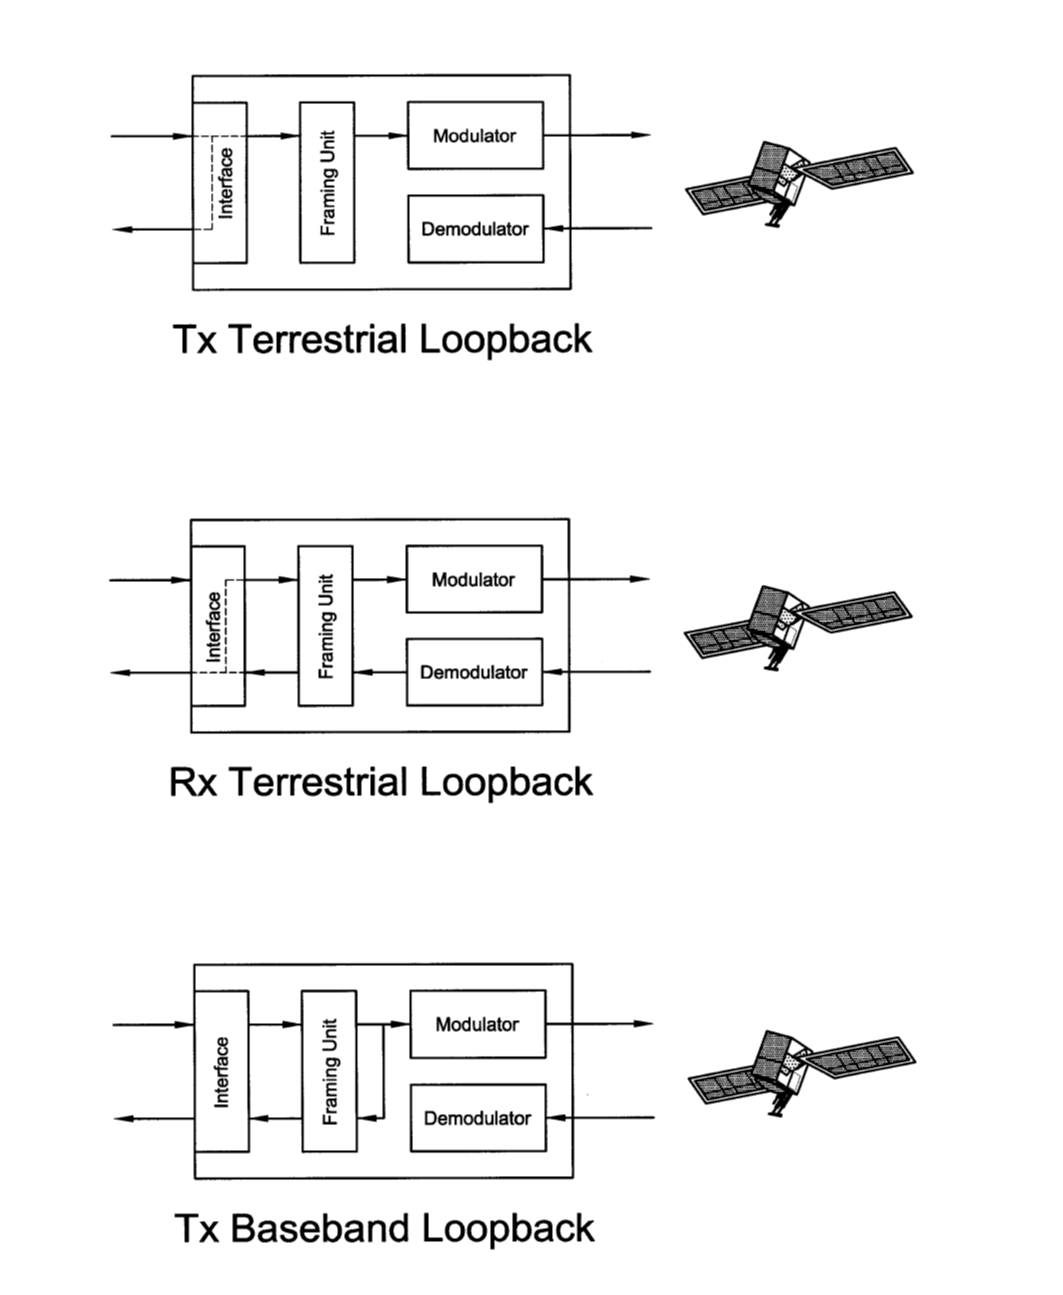 Interface
Framing Unit
Modulator
Demodulator
Tx Terrestrial Loopback
Interface
Framing Unit
Modulator
Demodulator
Rx Terrestrial Loopback
Interface
Framing Unit
Modulator
Demodulator
Tx Baseband Loopback